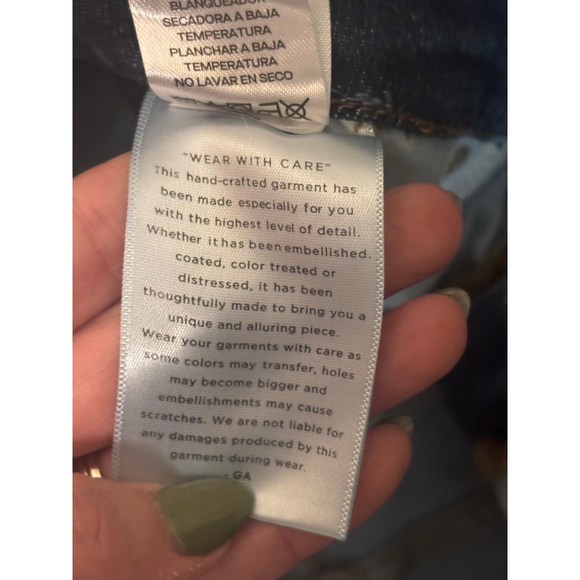 BLANQUEADOR
SECADORA A BAJA
TEMPERATURA
PLANCHAR A BAJA
TEMPERATURA
NO LAVAR EN SECO
"WEAR WITH CARE"
This hand-crafted garment has
been made especially for you
with the highest level of detail.
Whether it has been embellished.
coated, color treated or
distressed, it has been
thoughtfully made to bring you a
unique and alluring piece.
Wear your garments with care as
some colors may transfer, holes
may become bigger and
embellishments may cause
scratches. We are not liable for
any damages produced by this
garment during wear.
- GA